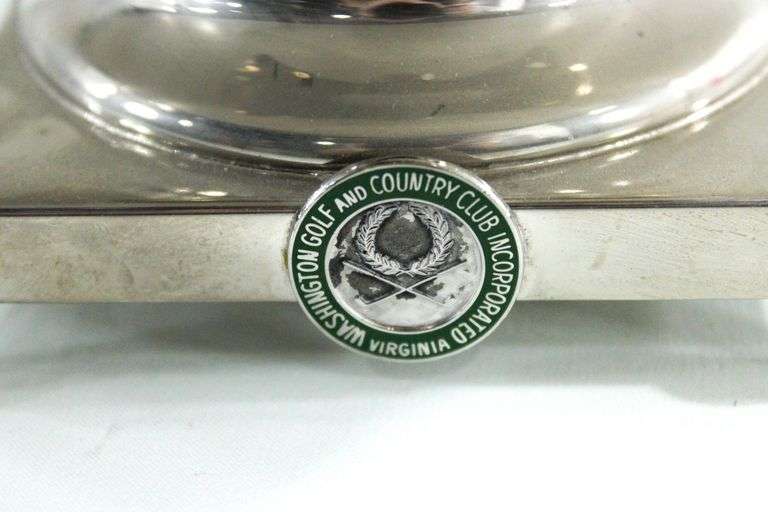 WASHINGTON GOLF AND COUNTRY CLUB INCORPORATED
VIRGINIA